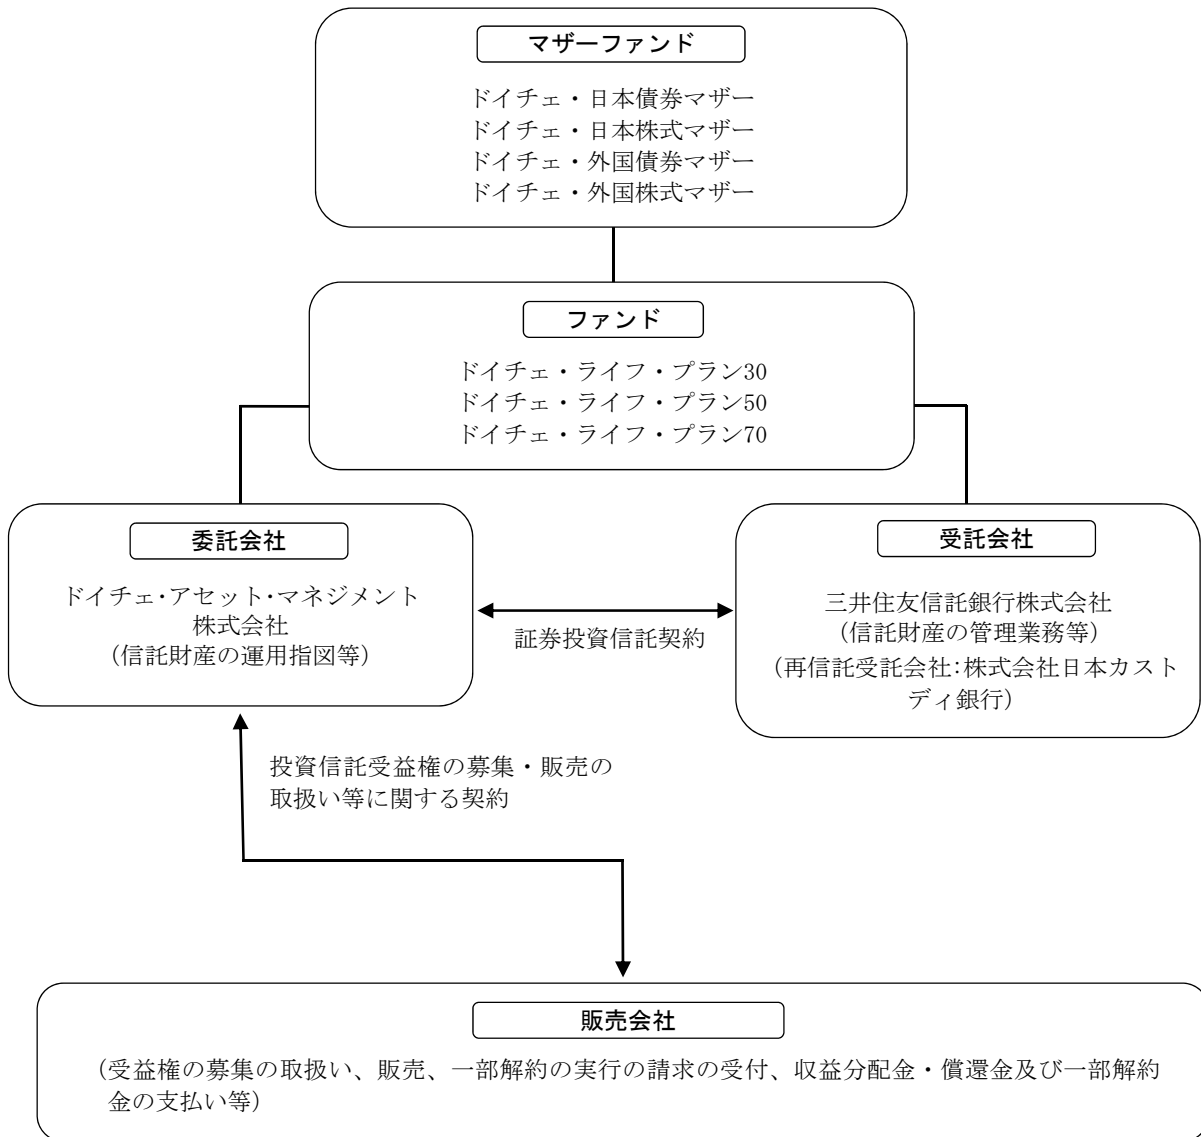 マザーファンド
ドイチェ・日本債券マザー
ドイチェ・日本株式マザー
ドイチェ・外国債券マザー
ドイチェ・外国株式マザー
ファンド
ドイチェ・ライフ・プラン30
ドイチェ・ライフ・プラン50
ドイチェ・ライフ・プラン70
委託会社
ドイチェ・アセット・マネジメント
株式会社
(信託財産の運用指図等)
証券投資信託契約
受託会社
三井住友信託銀行株式会社
(信託財産の管理業務等)
(再信託受託会社:株式会社日本カスト
ディ銀行)
投資信託受益権の募集・販売の
取扱い等に関する契約
販売会社
(受益権の募集の取扱い、販売、一部解約の実行の請求の受付、収益分配金・償還金及び一部解約
金の支払い等)